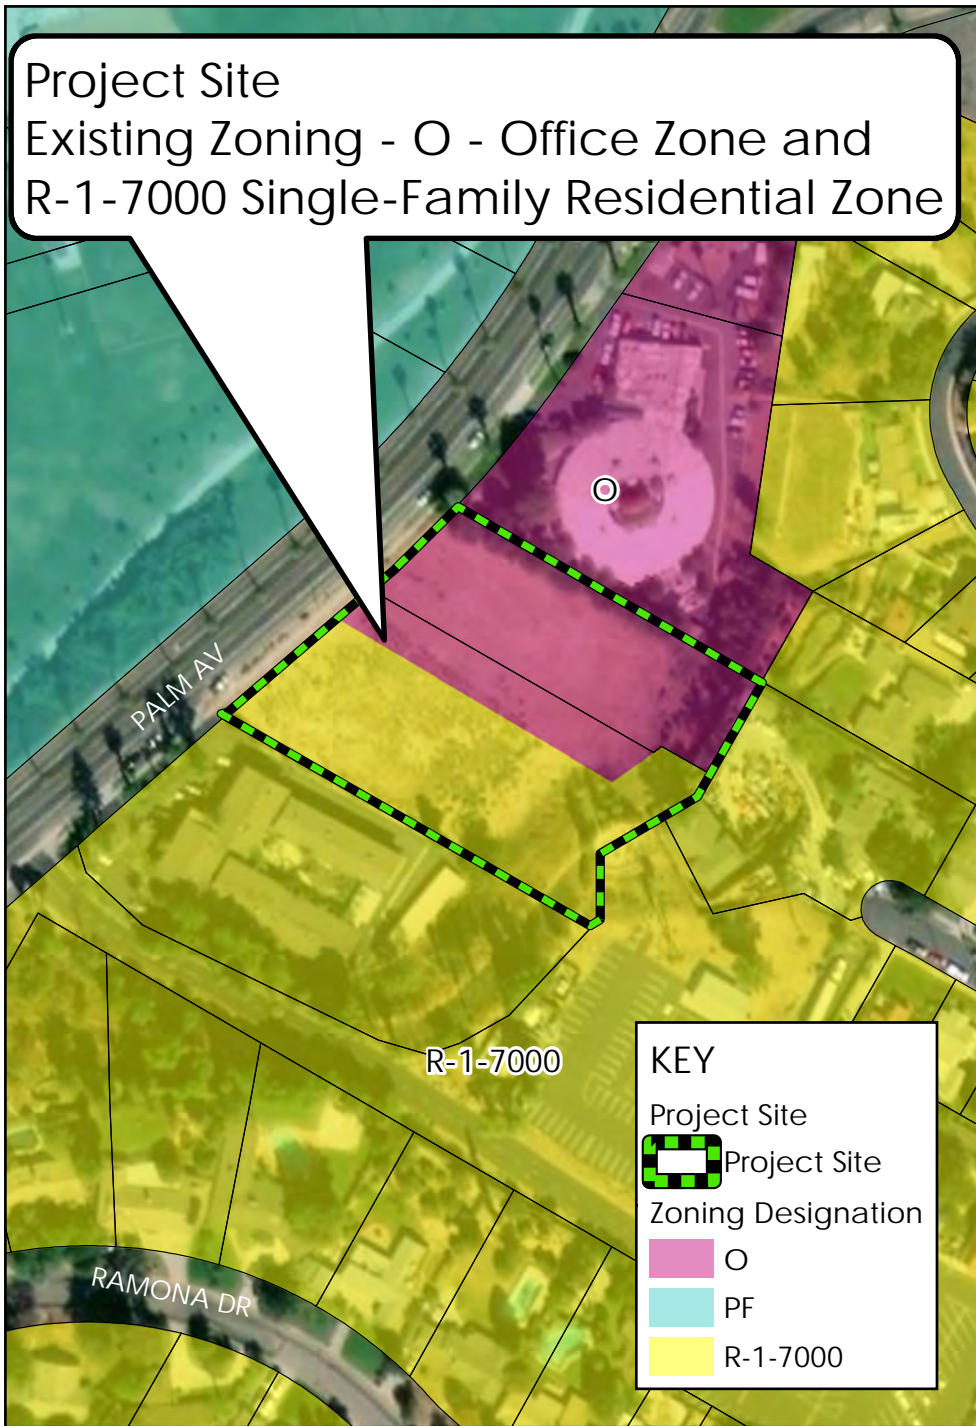 Project Site
Existing Zoning - O - Office Zone and
R-1-7000 Single-Family Residential Zone
O
PALM AV
R-1-7000
RAMONA DR
KEY
Project Site
Project Site
Zoning Designation
O
PF
R-1-7000